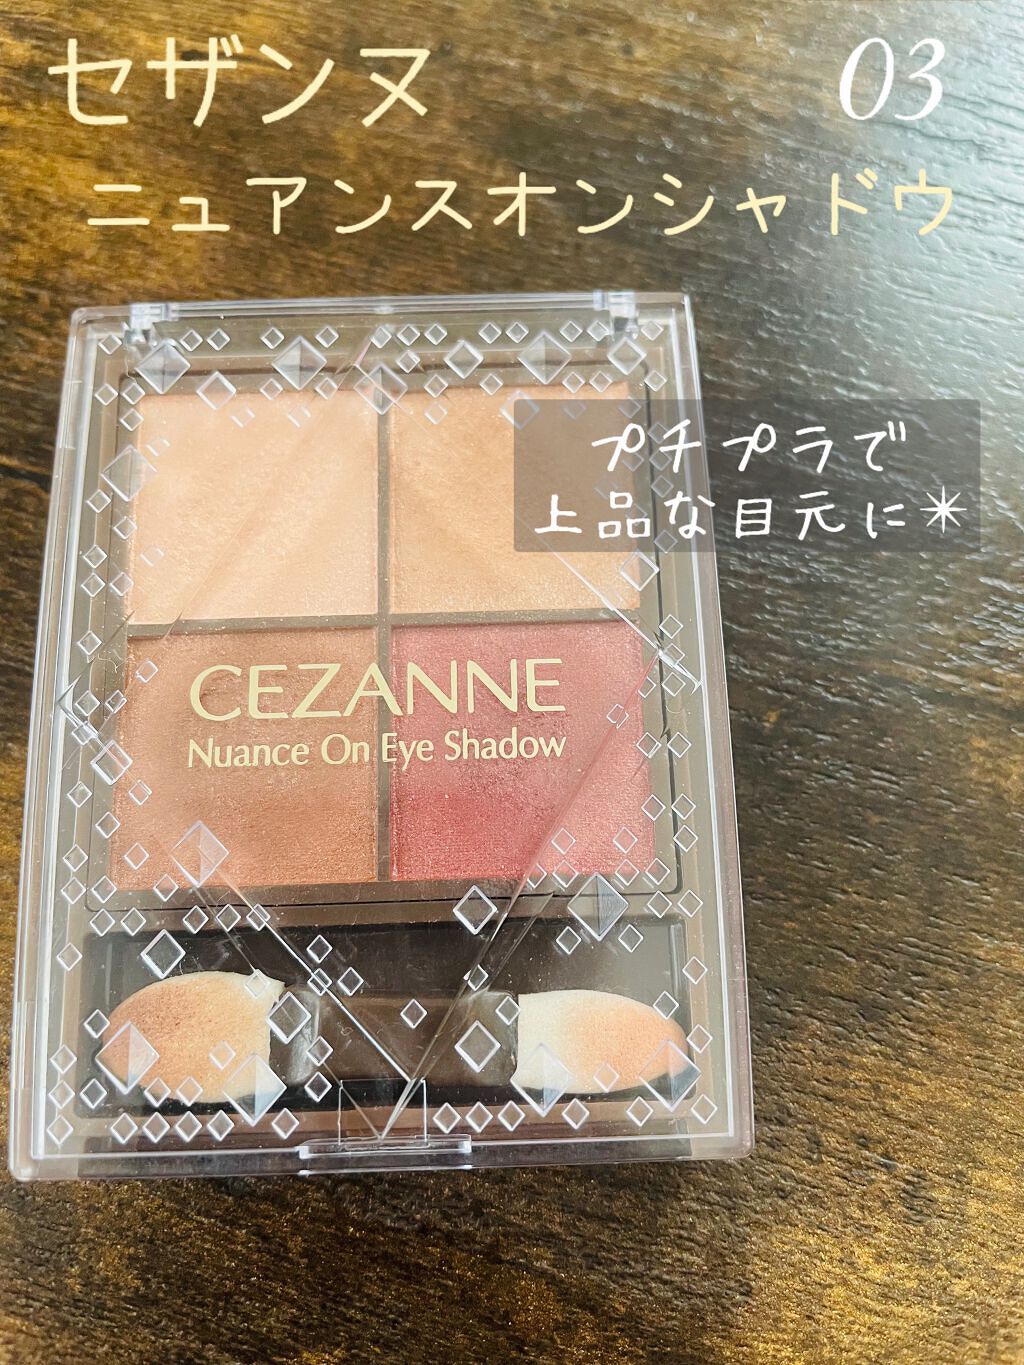 セザンヌ 03
ニュアンスオンシャドウ
プチプラで
上品な目元に✴
CEZANNE
Nuance On Eye Shadow